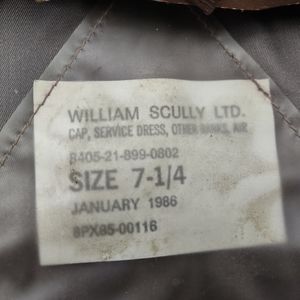 WILLIAM SCULLY LTD.
CAP, SERVICE DRESS, OTHER RANKS, AIR
8405-21-899-0802
SIZE 7-1/4
JANUARY 1986
8PX85-00116